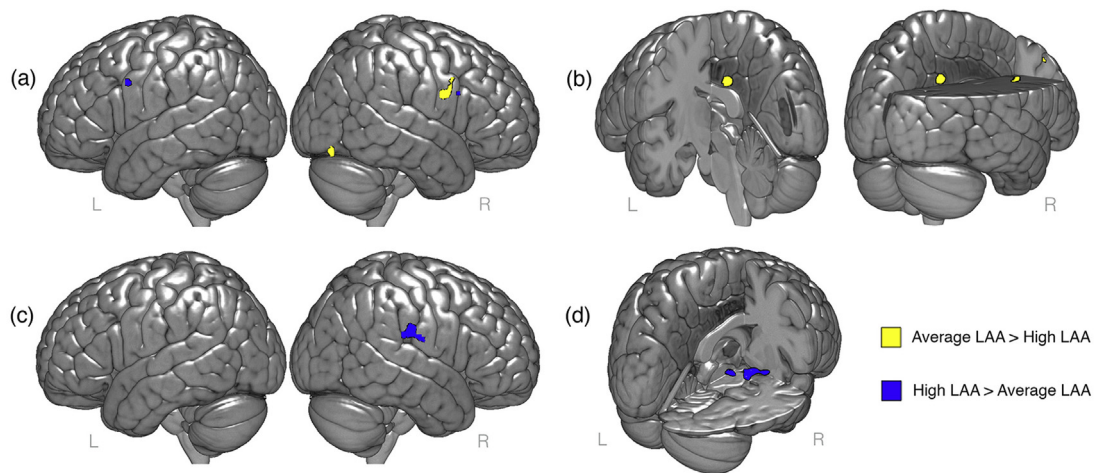 (a)
(b)
L
R
L
R
(c)
(d)
Average LAA > High LAA
High LAA > Average LAA
L
R
L
R